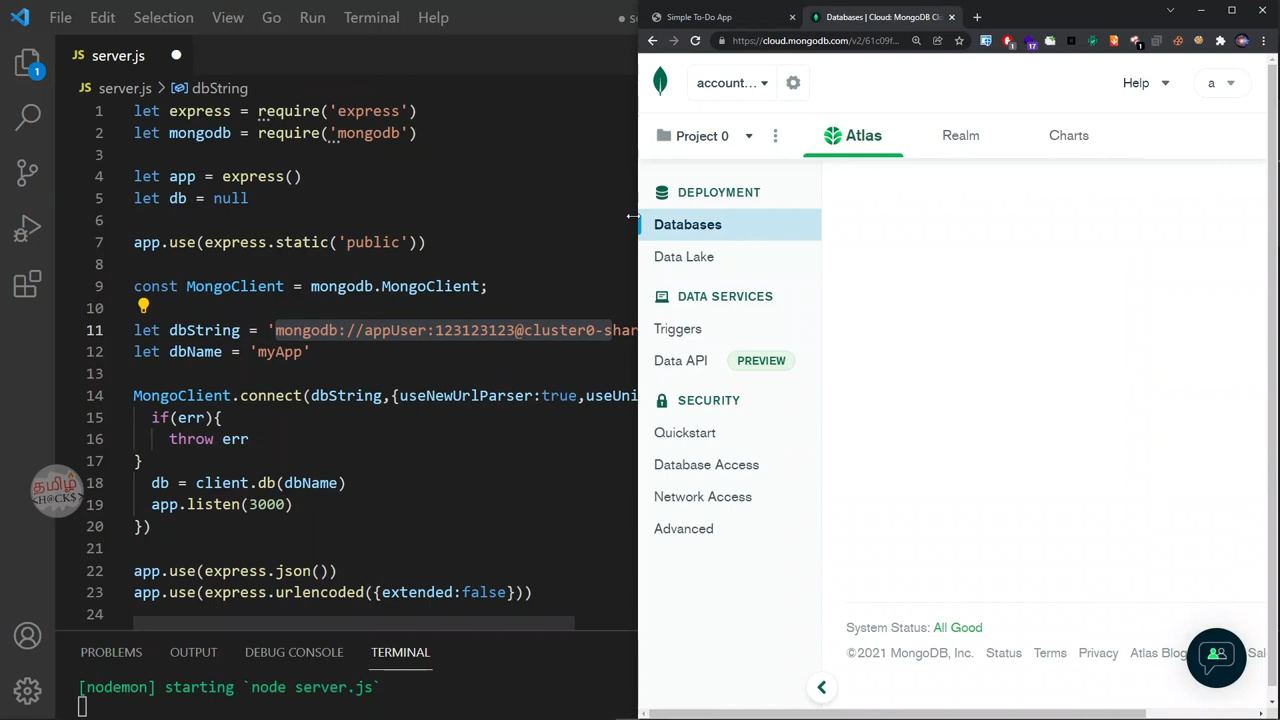 File Edit Selection View Go Run Terminal Help
1
server.js
JS server.js > dbString
1 let express = require('express')
2 let mongodb = require('mongodb')
3
4 let app = express()
5 let db = null
6
7 app.use(express.static('public'))
8
9 const MongoClient = mongodb.MongoClient;
10
11 let dbString = 'mongodb://appUser:123123123@cluster0-shar
12 let dbName = 'myApp'
13
14 MongoClient.connect(dbString,{useNewUrlParser:true,useUni
15 if(err){
16 throw err
17 }
18 db = client.db(dbName)
19 app.listen(3000)
20 })
21
22 app.use(express.json())
23 app.use(express.urlencoded({extended:false}))
24
PROBLEMS OUTPUT DEBUG CONSOLE TERMINAL
[nodemon] starting `node server.js`
தமிழ்
<H@CK$>
Simple To-Do App
Databases | Cloud: MongoDB Cl
https://cloud.mongodb.com/v2/61c09f
1 17 1
account...
Help
a
Project 0
Atlas Realm Charts
DEPLOYMENT
Databases
Data Lake
DATA SERVICES
Triggers
Data API PREVIEW
SECURITY
Quickstart
Database Access
Network Access
Advanced
System Status: All Good
©2021 MongoDB, Inc. Status Terms Privacy Atlas Blog Sal